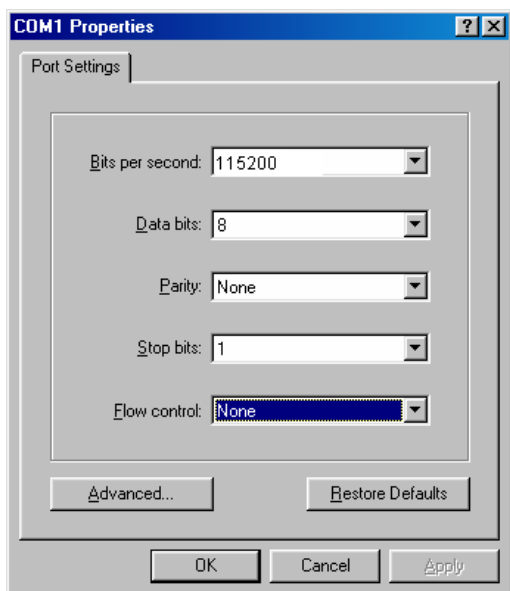 COM1 Properties
Port Settings
Bits per second: 115200
Data bits: 8
Parity: None
Stop bits: 1
Flow control: None
Advanced... Restore Defaults
OK Cancel Apply